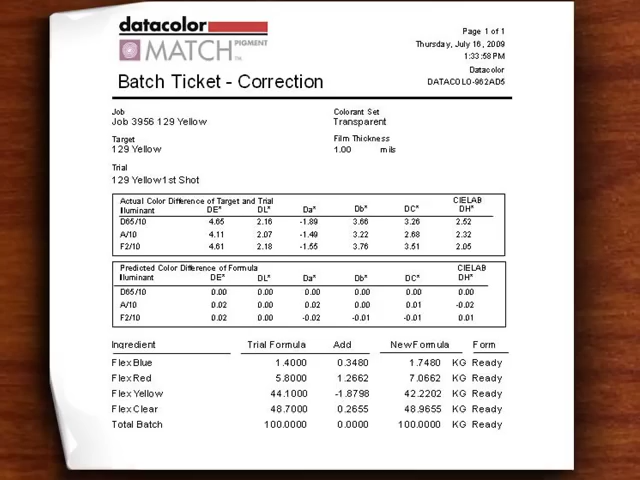 datacolor
MATCH PIGMENT
Page 1 of 1
Thursday, July 16, 2009
1:33:58 PM
Datacolor
DATACOLO-962AD5
Batch Ticket - Correction
Job
Job 3956 129 Yellow
Colorant Set
Transparent
Target
129 Yellow
Film Thickness
1.00 mils
Trial
129 Yellow1st Shot
Actual Color Difference of Target and Trial CIELAB
Illuminant DE* DL* Da* Db* DC* DH*
D65/10 4.65 2.16 -1.89 3.66 3.26 2.52
A/10 4.11 2.07 -1.49 3.22 2.68 2.32
F2/10 4.61 2.18 -1.55 3.76 3.51 2.05
Predicted Color Difference of Formula CIELAB
Illuminant DE* DL* Da* Db* DC* DH*
D65/10 0.00 0.00 0.00 0.00 0.00 0.00
A/10 0.02 0.00 0.02 0.00 0.01 -0.02
F2/10 0.02 0.00 -0.02 -0.01 -0.01 0.01
Ingredient Trial Formula Add New Formula Form
Flex Blue 1.4000 0.3480 1.7480 KG Ready
Flex Red 5.8000 1.2662 7.0662 KG Ready
Flex Yellow 44.1000 -1.8798 42.2202 KG Ready
Flex Clear 48.7000 0.2655 48.9655 KG Ready
Total Batch 100.0000 0.0000 100.0000 KG Ready